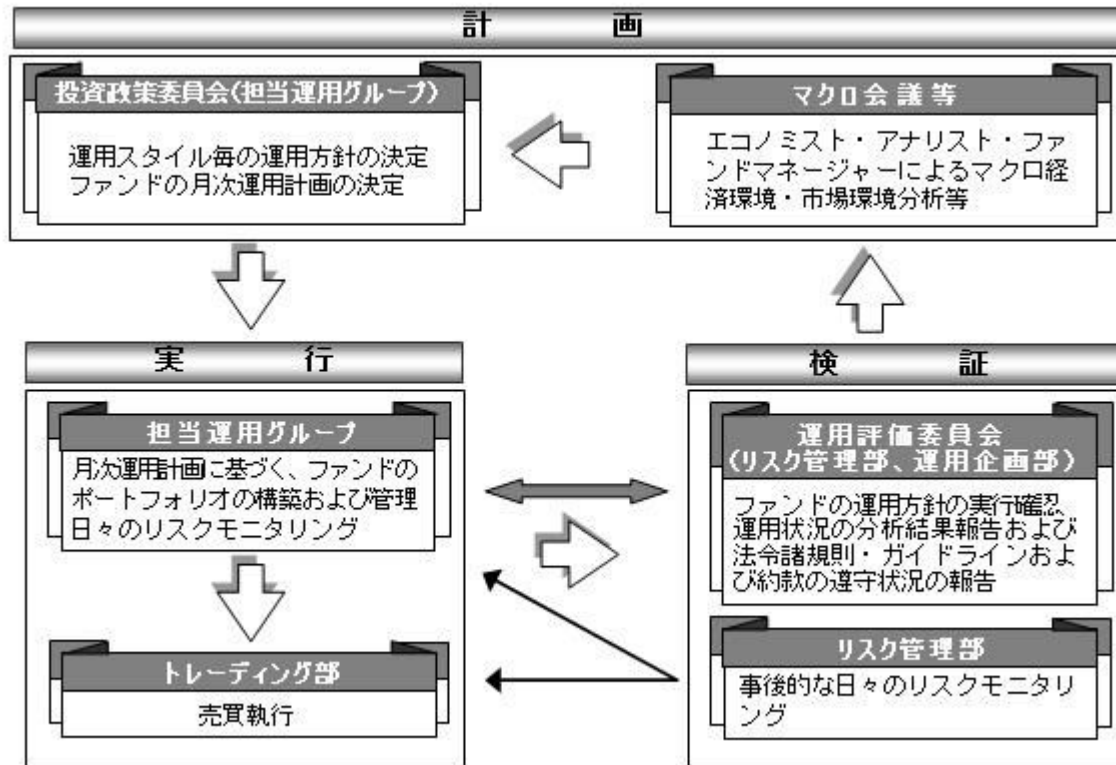 計画
投資政策委員会(担当運用グループ)
運用スタイル毎の運用方針の決定
ファンドの月次運用計画の決定
マクロ会議等
エコノミスト・アナリスト・ファ
ンドマネージャーによるマクロ経
済環境・市場環境分析等
実行
担当運用グループ
月次運用計画に基づく、ファンドの
ポートフォリオの構築および管理
日々のリスクモニタリング
トレーディング部
売買執行
検証
運用評価委員会
(リスク管理部、運用企画部)
ファンドの運用方針の実行確認、
運用状況の分析結果報告および
法令諸規則・ガイドラインおよ
び約款の遵守状況の報告
リスク管理部
事後的な日々のリスクモニタリ
ング